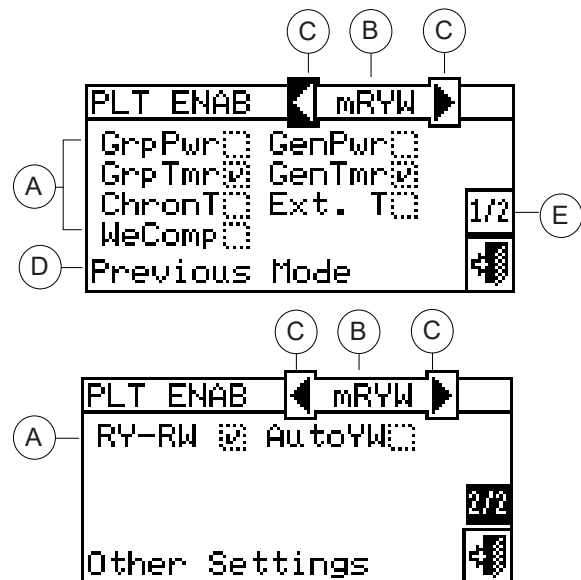 C B C
PLT ENAB mRYW
GrpPwr GenPwr
A
GrpTmr GenTmr
ChronT Ext. T 1/2 E
WeComp
D Previous Mode
C B C
PLT ENAB mRYW
A RY-RW AutoYW
2/2
Other Settings